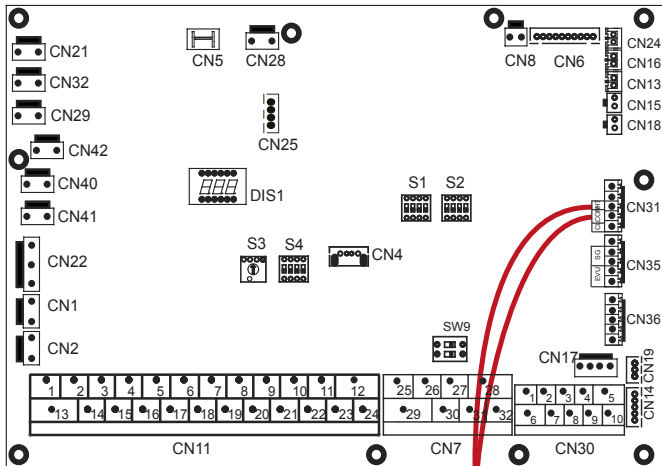 CN21
CN5
CN28
CN8
CN6
CN24
CN32
CN16
CN13
CN29
CN15
CN18
CN25
CN42
CN40
DIS1
S1
S2
CN31
CN41
CN22
S3
S4
CN4
SG
EVU
CN35
CN1
CN36
SW9
CN2
CN17
CN19
1 2 3 4 5 6 7 8 9 10 11 12
25 26 27 28
1 2 3 4 5
CN14
13 14 15 16 17 18 19 20 21 22 23 24
29 30 31 32
6 7 8 9 10
CN11
CN7
CN30